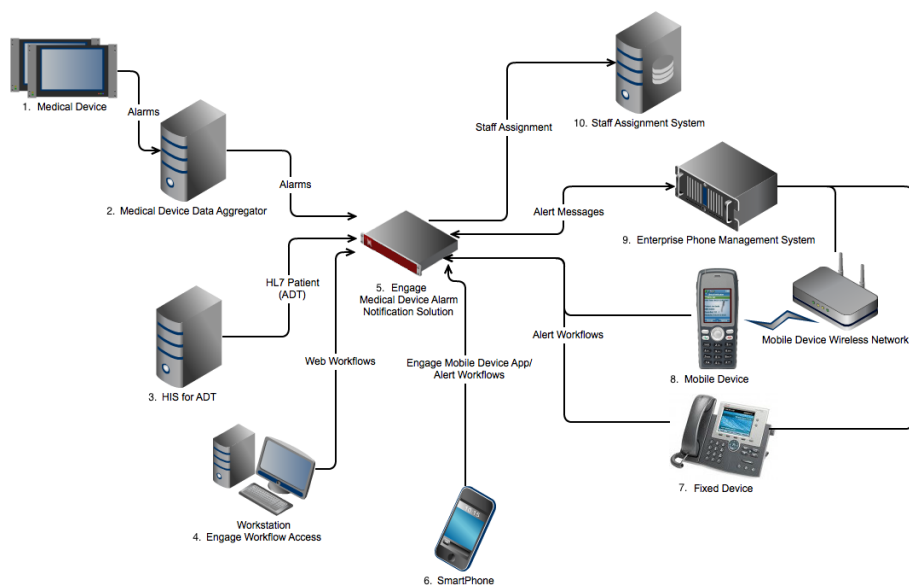 1. Medical Device
Alarms
2. Medical Device Data Aggregator
Alarms
HL7 Patient
(ADT)
3. HIS for ADT
Web Workflows
Workstation
4. Engage Workflow Access
5. Engage
Medical Device Alarm
Notification Solution
Engage Mobile Device App/
Alert Workflows
6. SmartPhone
Staff Assignment
10. Staff Assignment System
Alert Messages
9. Enterprise Phone Management System
Mobile Device Wireless Network
Alert Workflows
8. Mobile Device
7. Fixed Device